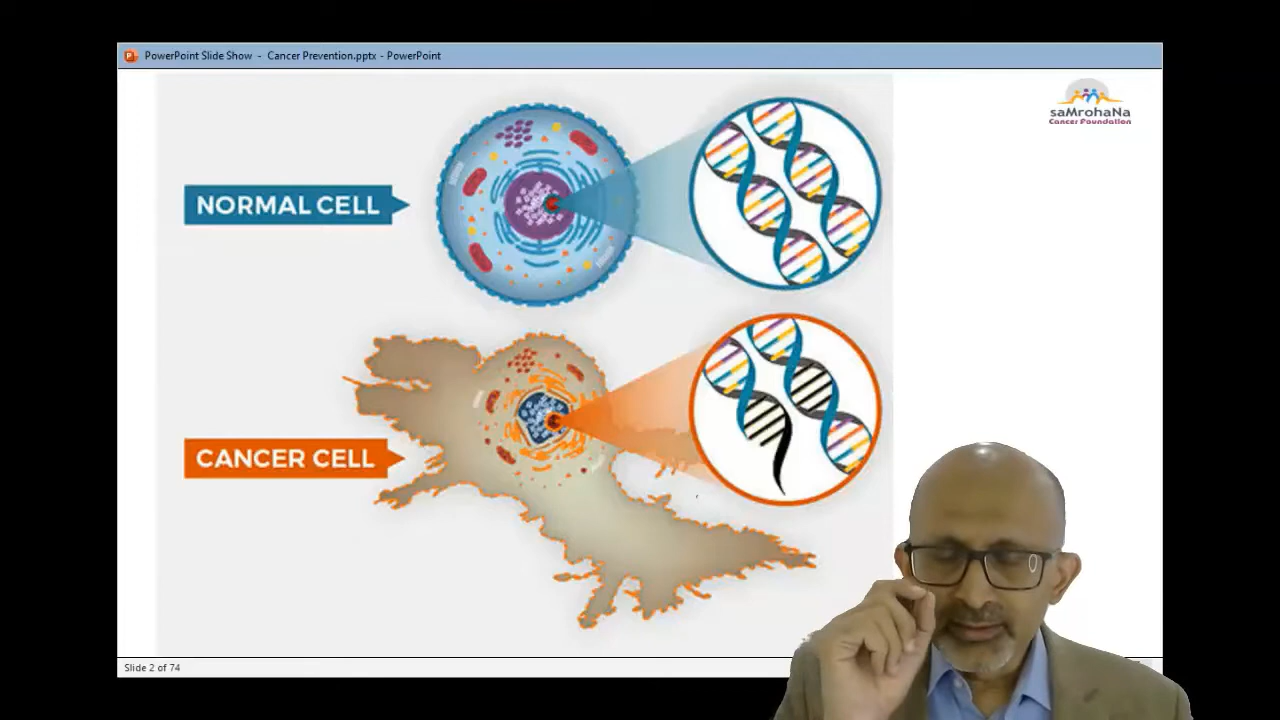 PowerPoint Slide Show - Cancer Prevention.pptx - PowerPoint
saMrohaNa
Cancer Foundation
NORMAL CELL
CANCER CELL
Slide 2 of 74